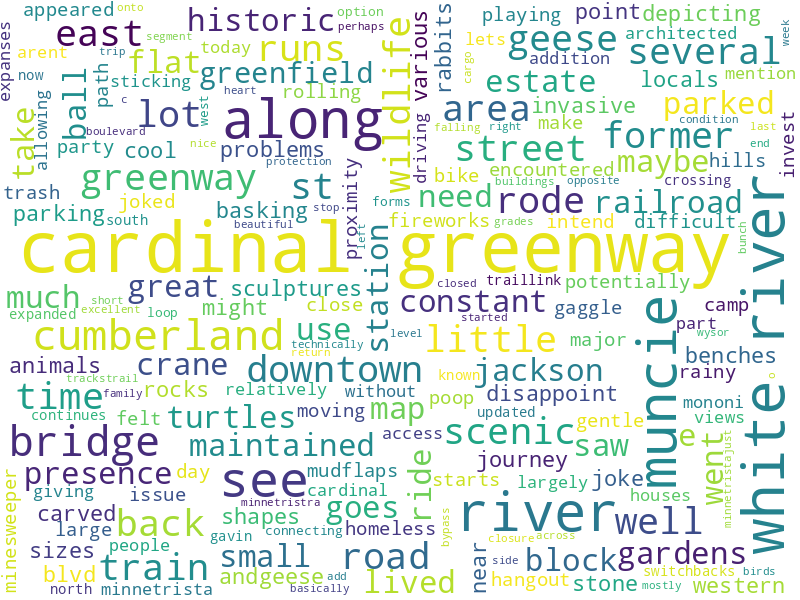 appeared
onto
expanses
arent
east
historic
option
perhaps
playing
point
depicting
geese
several
architected
week
runs
today
trip
segment
flat
rabbits
various
lets
addition
mention
cargo
now
path
sticking
greenfield
wildlife
estate
locals
take
allowing
ball
c
west
heart
rolling
lot
along
driving
area
invasive
parked
boulevard
nice
falling
right
condition
last
make
party
cool
problems
protection
street
former
end
invest
trash
greenway
st
proximity
encountered
maybe
hills
joked
basking
stop
bike
buildings
opposite
crossing
need
rode
railroad
parking
south
forms
fireworks
grades
intend
difficult
beautiful
left
station
cardinal greenway
bunch
white river
closed
traillink
potentially
much
great
sculptures
constant
gaggle
camp
short
excellent
loop
might
close
started
muncie
expanded
part
wysor
cumberland
use
technically
level
little
major
rainy
animals
trackstrail
crane
return
downtown
known
jackson
benches
family
rocks
relatively
without
disappoint
mononi
time
continues
felt
turtles
moving
map
poop
updated
gentle
views
bridge
maintained
access
scenic
saw
e
went
minnetristajust
presence
day
mudflaps
ride
starts
journey
largely
joke
minesweeper
giving
issue
cardinal
houses
carved
shapes
minnetristra
goes
river
well
large
back
gavin
connecting
homeless
bypass
closure
across
sizes
people
small
road
near
side
block
gardens
blvd
train
andgeese
add
lived
hangout
stone
switchbacks
birds
north
minnetrista
basically
mostly
western
o